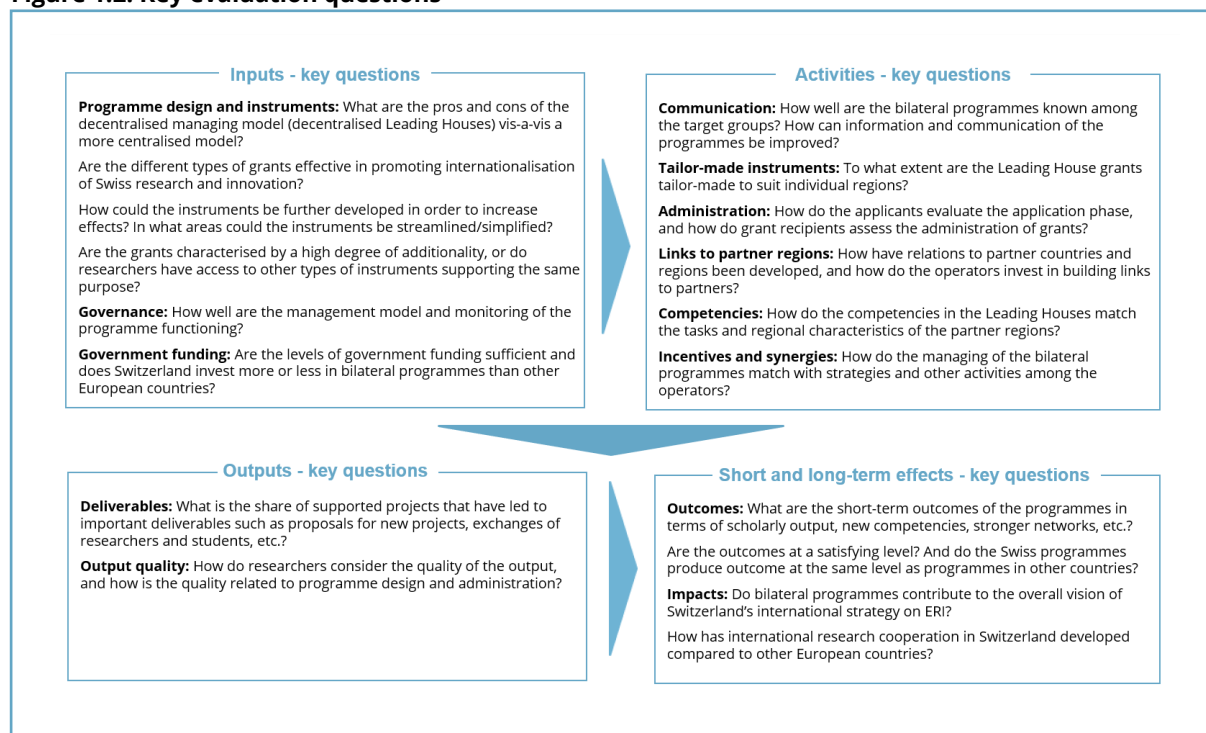 Figure 1.2. Key evaluation questions
Inputs - key questions
Programme design and instruments: What are the pros and cons of the
decentralised managing model (decentralised Leading Houses) vis-a-vis a
more centralised model?
Are the different types of grants effective in promoting internationalisation
of Swiss research and innovation?
How could the instruments be further developed in order to increase
effects? In what areas could the instruments be streamlined/simplified?
Are the grants characterised by a high degree of additionality, or do
researchers have access to other types of instruments supporting the same
purpose?
Governance: How well are the management model and monitoring of the
programme functioning?
Government funding: Are the levels of government funding sufficient and
does Switzerland invest more or less in bilateral programmes than other
European countries?
Activities - key questions
Communication: How well are the bilateral programmes known among
the target groups? How can information and communication of the
programmes be improved?
Tailor-made instruments: To what extent are the Leading House grants
tailor-made to suit individual regions?
Administration: How do the applicants evaluate the application phase,
and how do grant recipients assess the administration of grants?
Links to partner regions: How have relations to partner countries and
regions been developed, and how do the operators invest in building links
to partners?
Competencies: How do the competencies in the Leading Houses match
the tasks and regional characteristics of the partner regions?
Incentives and synergies: How do the managing of the bilateral
programmes match with strategies and other activities among the
operators?
Outputs - key questions
Deliverables: What is the share of supported projects that have led to
important deliverables such as proposals for new projects, exchanges of
researchers and students, etc.?
Output quality: How do researchers consider the quality of the output,
and how is the quality related to programme design and administration?
Short and long-term effects - key questions
Outcomes: What are the short-term outcomes of the programmes in
terms of scholarly output, new competencies, stronger networks, etc.?
Are the outcomes at a satisfying level? And do the Swiss programmes
produce outcome at the same level as programmes in other countries?
Impacts: Do bilateral programmes contribute to the overall vision of
Switzerland's international strategy on ERI?
How has international research cooperation in Switzerland developed
compared to other European countries?